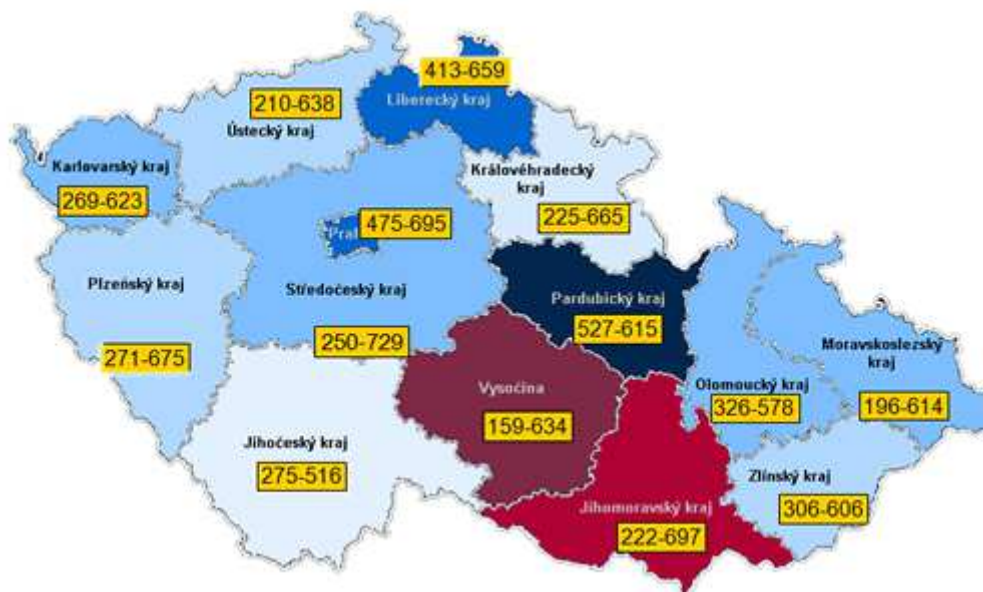 413-659
Liberecký kraj
210-638
Ústecký kraj
Karlovarský kraj
269-623
Královéhradecký
kraj
225-665
475-695
Plzeňský kraj
271-675
Středočeský kraj
250-729
Pardubický kraj
527-615
Moravskoslezský
kraj
196-614
Olomoucký kraj
326-578
Vysočina
159-634
Jihočeský kraj
275-516
Zlínský kraj
306-606
Jihomoravský kraj
222-697